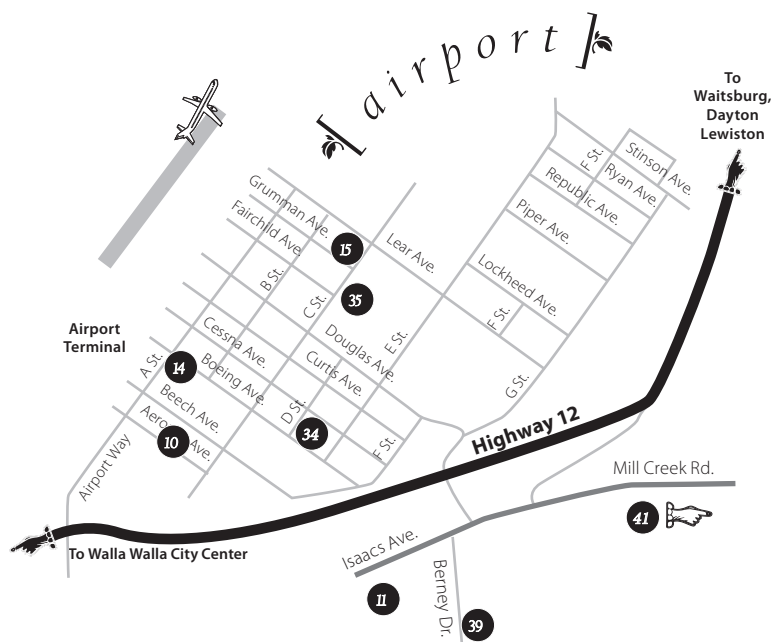 airport
To
Waitsburg,
Dayton
Lewiston
Stinson Ave.
F St.
Ryan Ave.
Republic Ave.
Grumman Ave.
Fairchild Ave.
Piper Ave.
15
Lear Ave.
Lockheed Ave.
B St.
C St.
35
F St.
Airport
Terminal
Cessna Ave.
Douglas Ave.
E St.
A St.
14
Boeing Ave.
Curtis Ave.
G St.
Beech Ave.
D St.
34
Aero Ave.
10
F St.
Highway 12
Airport Way
Mill Creek Rd.
41
To Walla Walla City Center
Isaacs Ave.
11
Berney Dr.
39